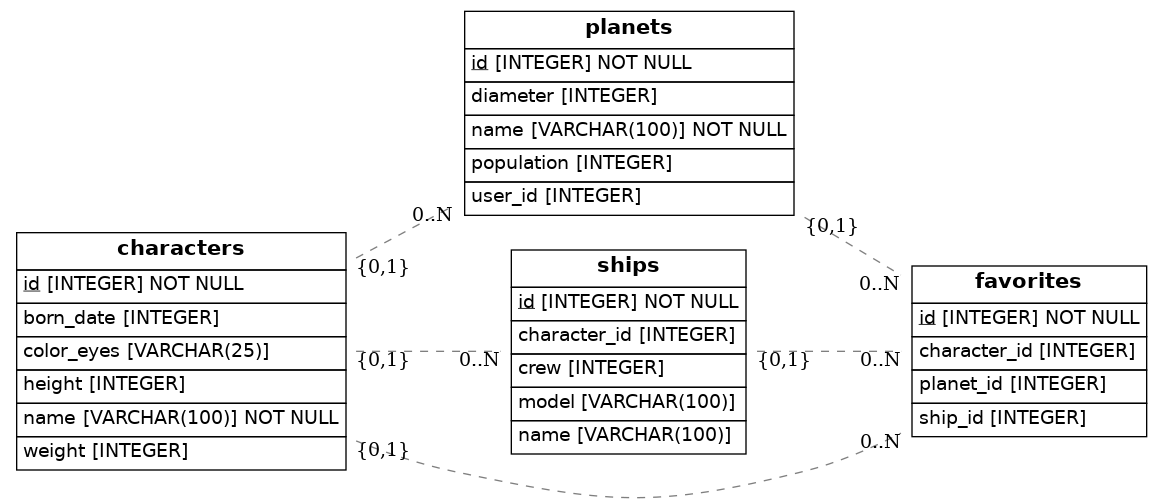 planets
id [INTEGER] NOT NULL
diameter [INTEGER]
name [VARCHAR(100)] NOT NULL
population [INTEGER]
user_id [INTEGER]
0..N
{0,1}
characters
id [INTEGER] NOT NULL
born_date [INTEGER]
color_eyes [VARCHAR(25)]
height [INTEGER]
name [VARCHAR(100)] NOT NULL
weight [INTEGER]
{0,1}
{0,1}
0..N
{0,1}
ships
id [INTEGER] NOT NULL
character_id [INTEGER]
crew [INTEGER]
model [VARCHAR(100)]
name [VARCHAR(100)]
{0,1}
0..N
0..N
0..N
favorites
id [INTEGER] NOT NULL
character_id [INTEGER]
planet_id [INTEGER]
ship_id [INTEGER]